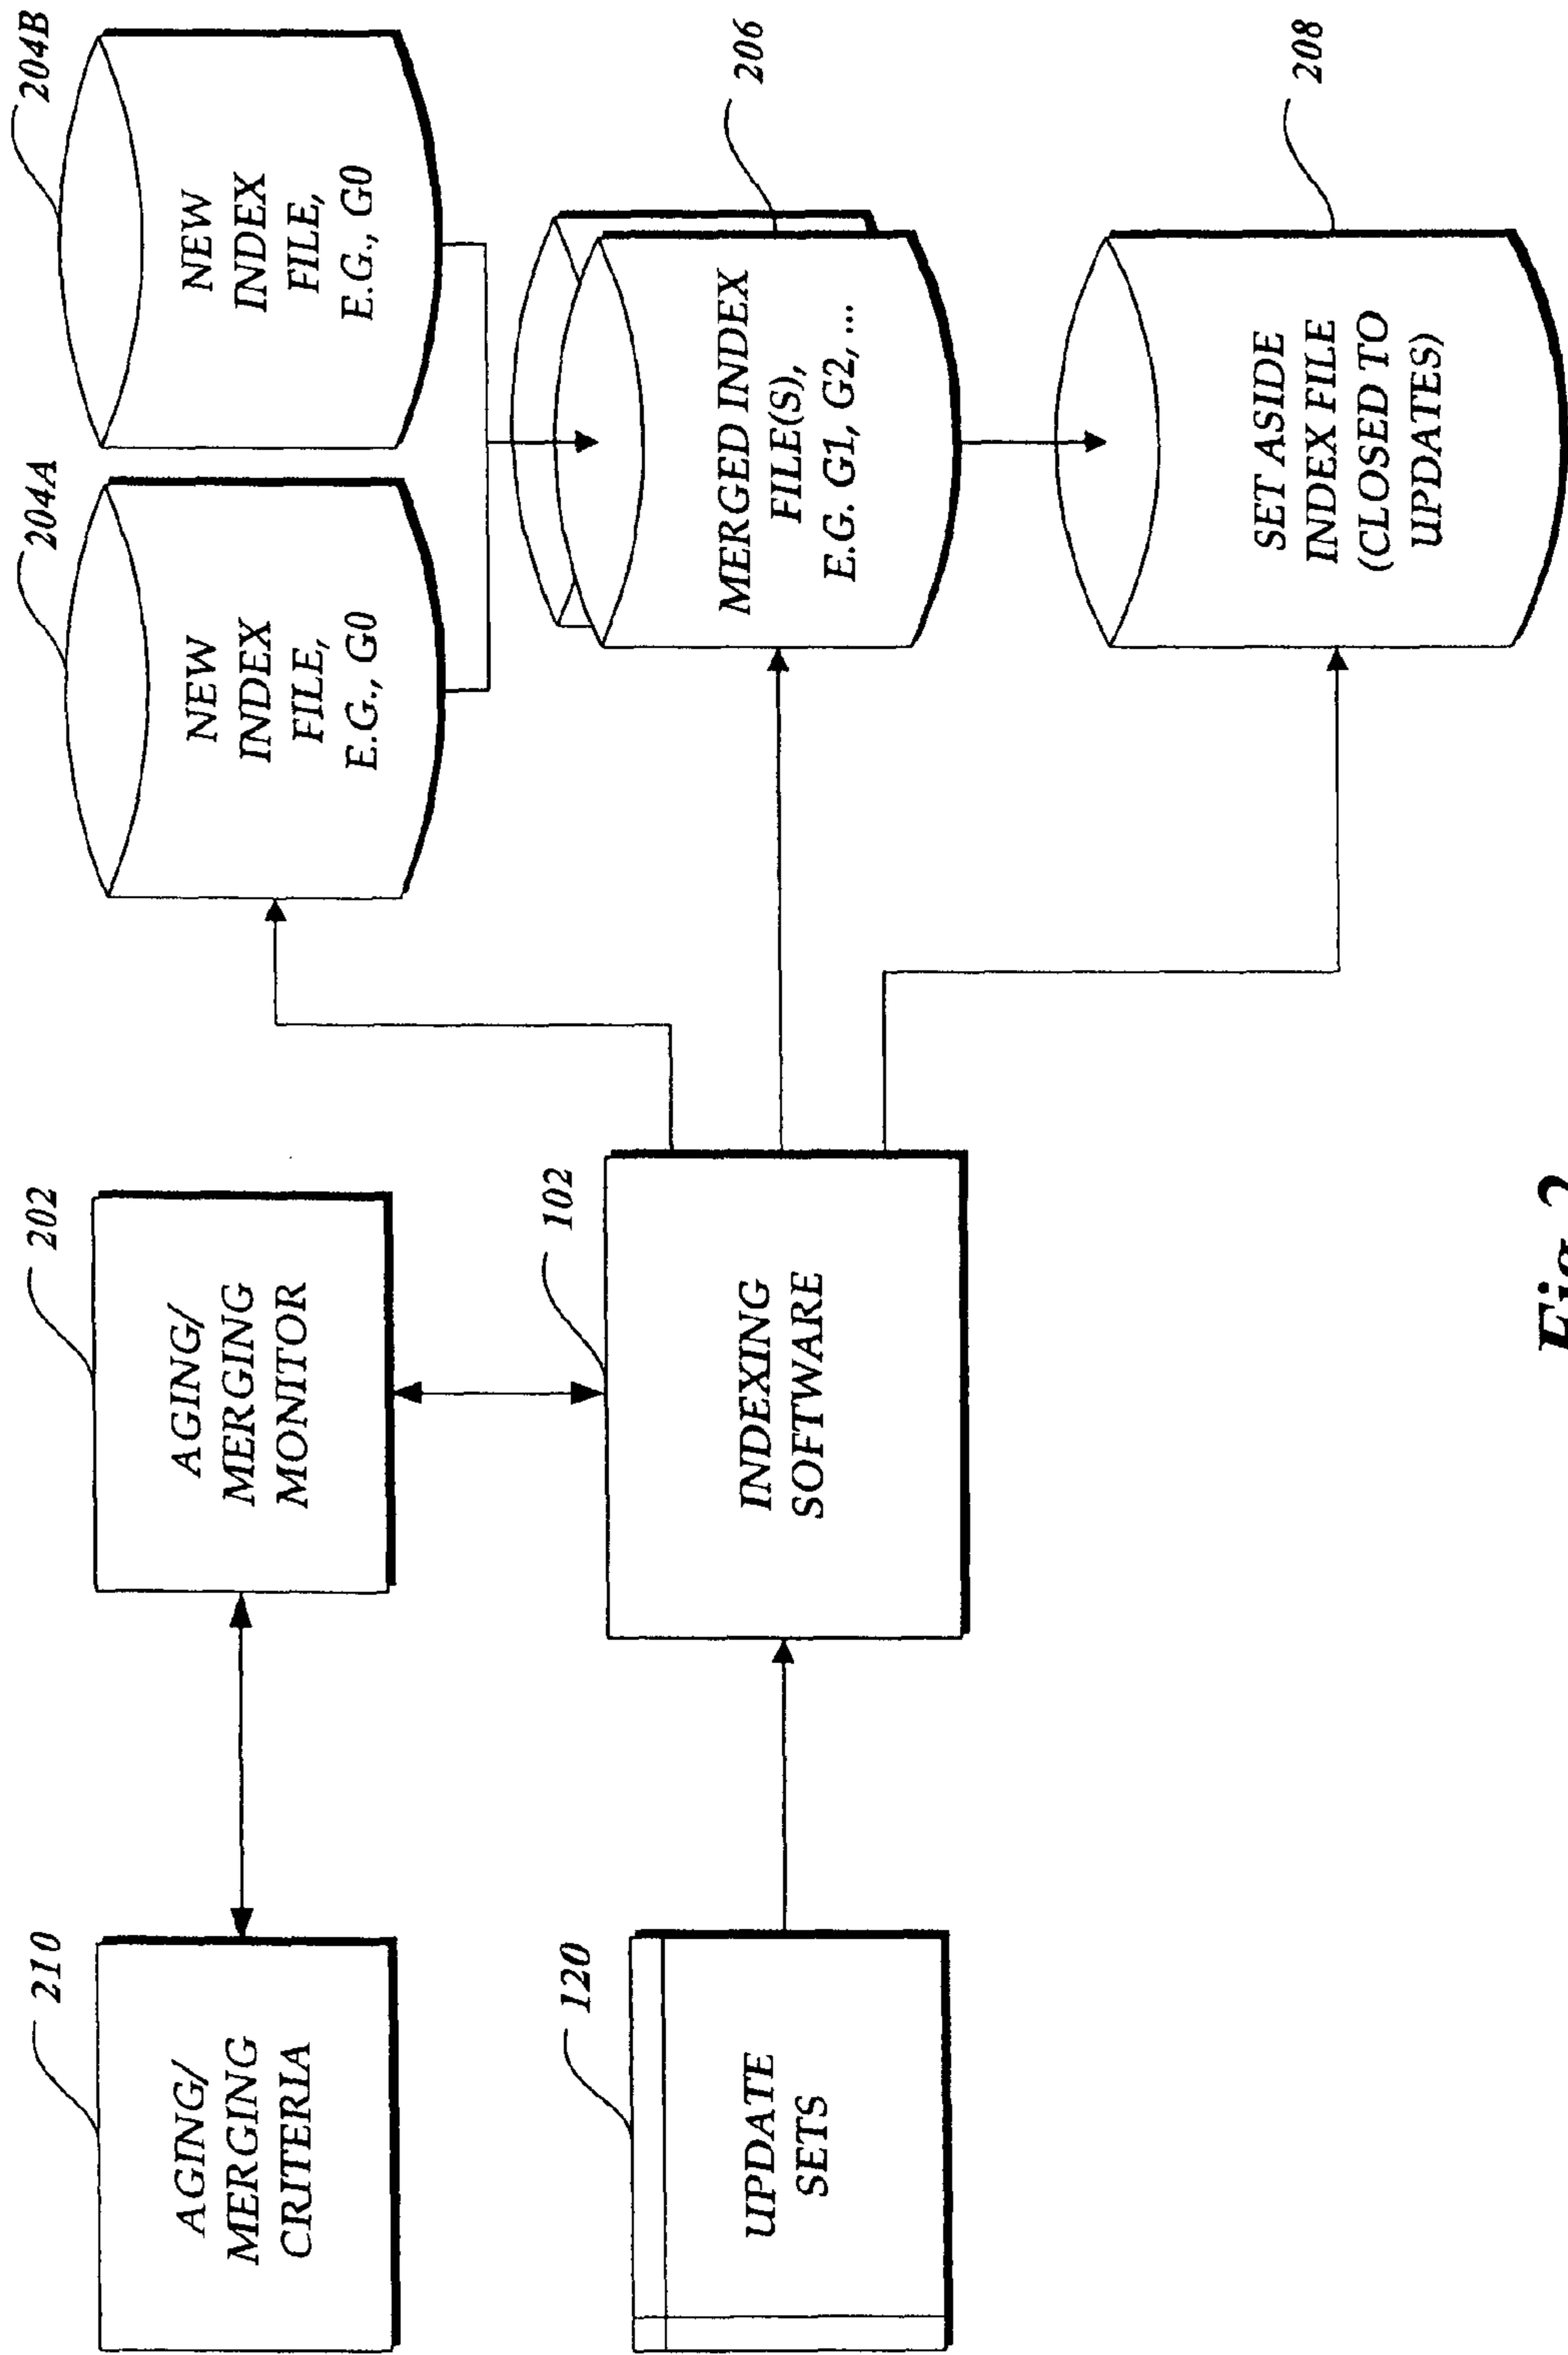 210
AGING/
MERGING
CRITERIA
202
AGING/
MERGING
MONITOR
204A
NEW
INDEX
FILE,
E.G., G0
204B
NEW
INDEX
FILE,
E.G., G0
120
UPDATE
SETS
102
INDEXING
SOFTWARE
206
MERGED INDEX
FILE(S),
E.G. G1, G2, ...
208
SET ASIDE
INDEX FILE
(CLOSED TO
UPDATES)
Fig.2